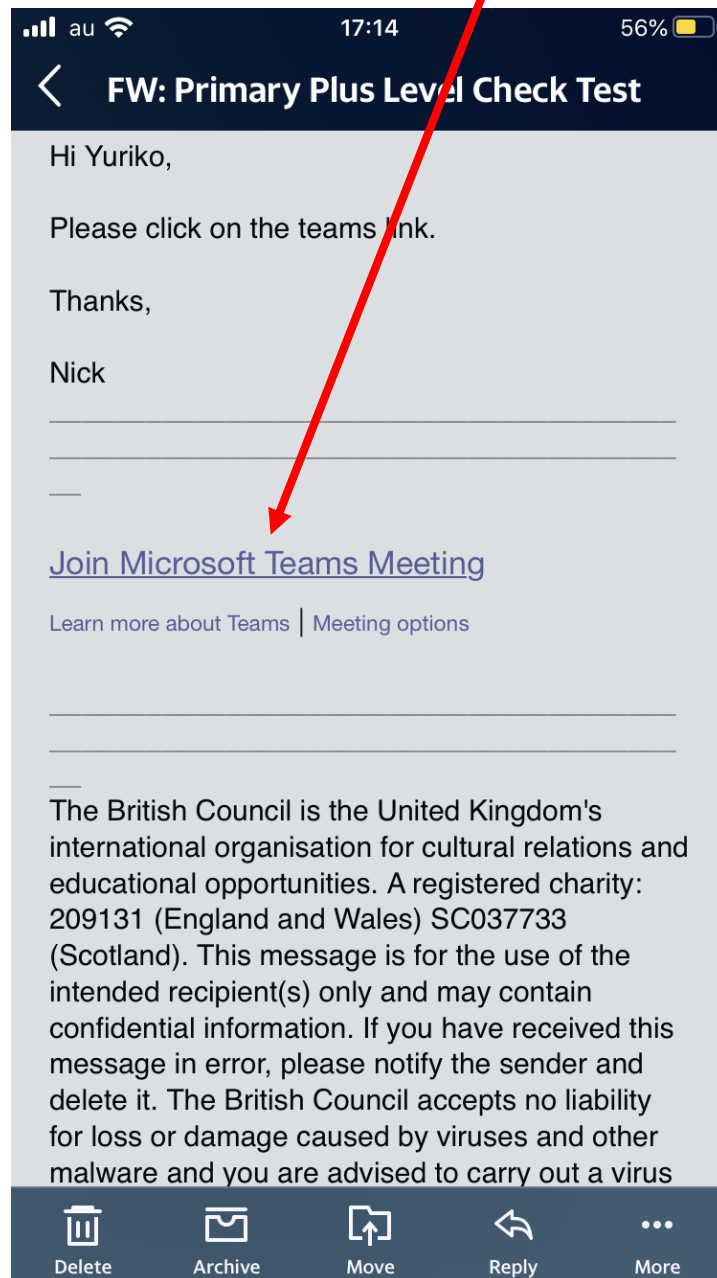 au 17:14 56%
FW: Primary Plus Level Check Test
Hi Yuriko,
Please click on the teams link.
Thanks,
Nick
Join Microsoft Teams Meeting
Learn more about Teams | Meeting options
The British Council is the United Kingdom's
international organisation for cultural relations and
educational opportunities. A registered charity:
209131 (England and Wales) SC037733
(Scotland). This message is for the use of the
intended recipient(s) only and may contain
confidential information. If you have received this
message in error, please notify the sender and
delete it. The British Council accepts no liability
for loss or damage caused by viruses and other
malware and you are advised to carry out a virus
Delete Archive Move Reply More